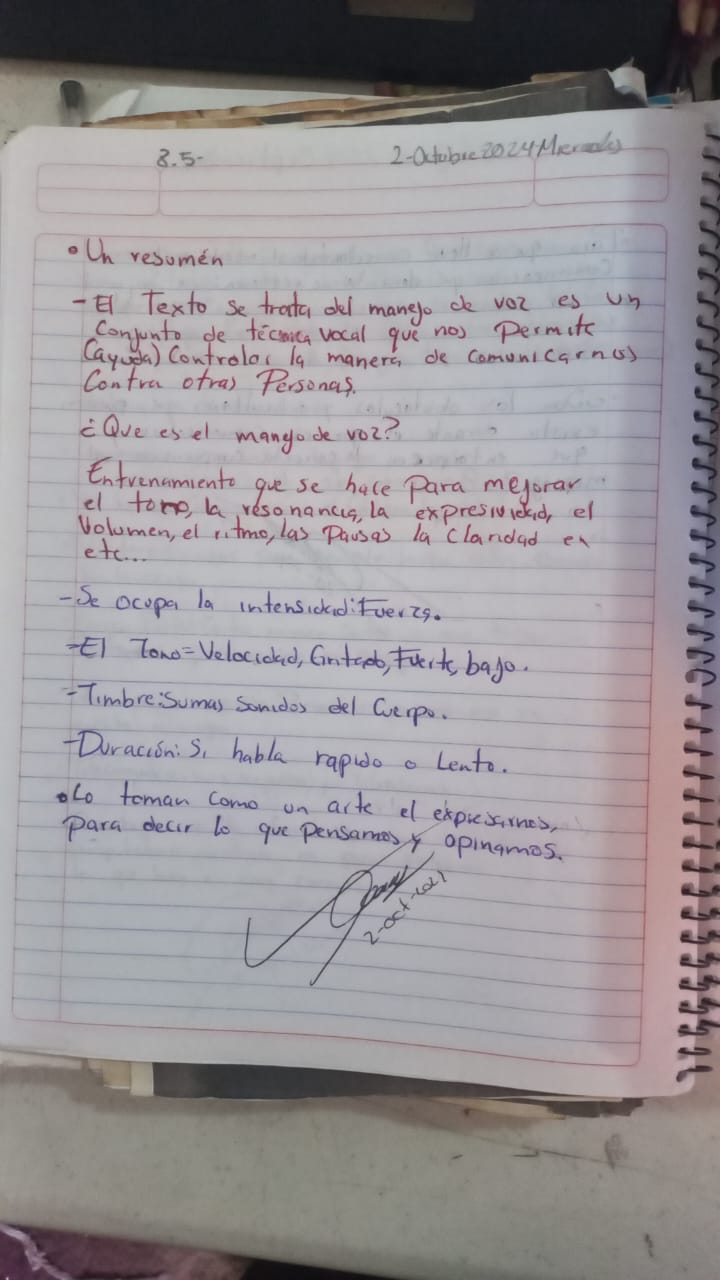 8.5-
2-Octubre 2024 Miercoles
• Un resumén
- El Texto se trata del manejo de voz es un
Conjunto de técnica vocal que nos Permite
(ayuda) Controlar la manera de comunicarnos
Contra otras Personas.
¿Que es el manejo de voz?
Entrenamiento que se hace para mejorar
el tono, la resonancia, la expresividad, el
Volumen, el ritmo, las Pausas la Claridad en
etc...
- Se ocupa la intensidad: Fuerza.
- El Tono = Velocidad, Gritado, Fuerte, bajo.
- Timbre: Sumas Sonidos del Cuerpo.
- Duración: Si habla rapido o Lento.
• Lo toman como un arte el expresarnos,
Para decir lo que pensamos y opinamos.
2-oct-